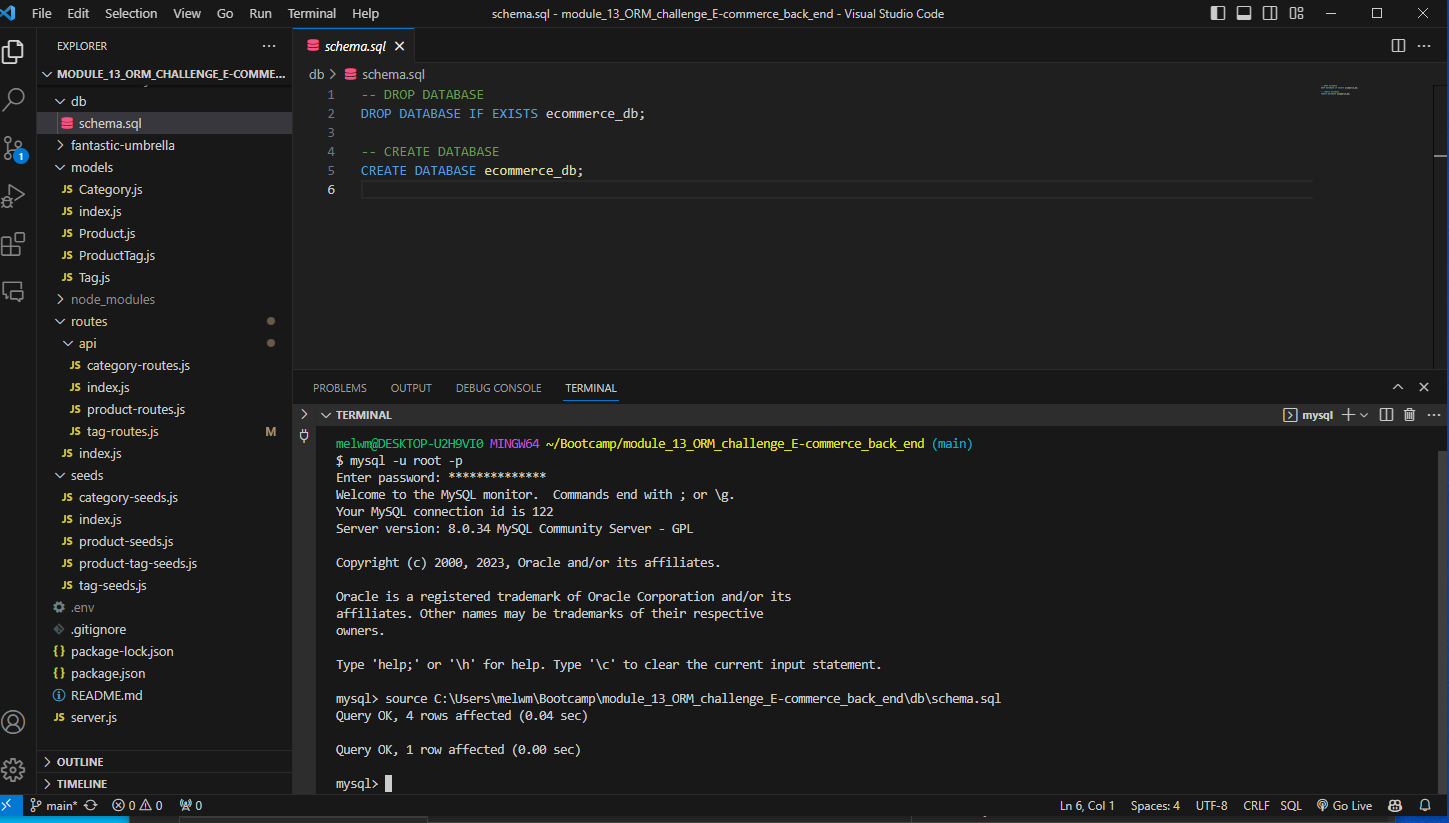 File Edit Selection View Go Run Terminal Help schema.sql - module_13_ORM_challenge_E-commerce_back_end - Visual Studio Code
EXPLORER
MODULE_13_ORM_CHALLENGE_E-COMME...
db
schema.sql
fantastic-umbrella
models
JS Category.js
JS index.js
JS Product.js
JS ProductTag.js
JS Tag.js
node_modules
routes
api
JS category-routes.js
JS index.js
JS product-routes.js
JS tag-routes.js M
JS index.js
seeds
JS category-seeds.js
JS index.js
JS product-seeds.js
JS product-tag-seeds.js
JS tag-seeds.js
.env
.gitignore
{} package-lock.json
{} package.json
README.md
JS server.js
OUTLINE
TIMELINE
1
schema.sql
db > schema.sql
1 -- DROP DATABASE
2 DROP DATABASE IF EXISTS ecommerce_db;
3
4 -- CREATE DATABASE
5 CREATE DATABASE ecommerce_db;
6
PROBLEMS OUTPUT DEBUG CONSOLE TERMINAL
TERMINAL mysql
melwm@DESKTOP-U2H9VI0 MINGW64 ~/Bootcamp/module_13_ORM_challenge_E-commerce_back_end (main)
$ mysql -u root -p
Enter password: **************
Welcome to the MySQL monitor.  Commands end with ; or \g.
Your MySQL connection id is 122
Server version: 8.0.34 MySQL Community Server - GPL
Copyright (c) 2000, 2023, Oracle and/or its affiliates.
Oracle is a registered trademark of Oracle Corporation and/or its
affiliates. Other names may be trademarks of their respective
owners.
Type 'help;' or '\h' for help. Type '\c' to clear the current input statement.
mysql> source C:\Users\melwm\Bootcamp\module_13_ORM_challenge_E-commerce_back_end\db\schema.sql
Query OK, 4 rows affected (0.04 sec)
Query OK, 1 row affected (0.00 sec)
mysql>
main* 0 0 0 Ln 6, Col 1 Spaces: 4 UTF-8 CRLF SQL Go Live